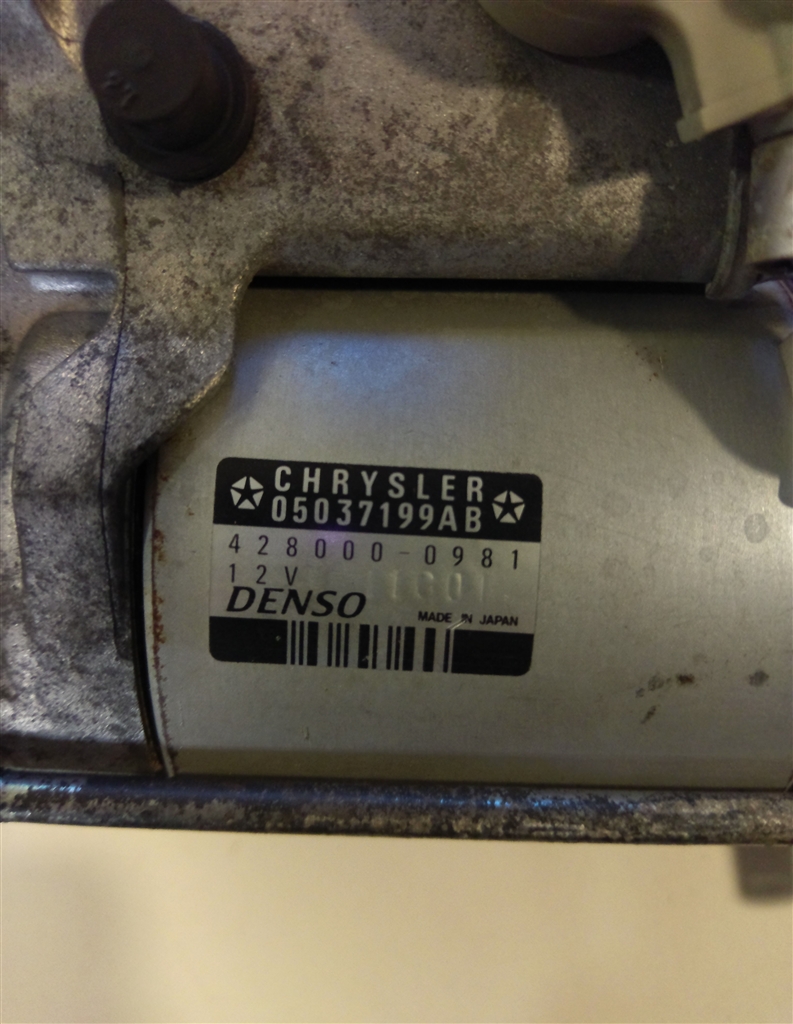 CHRYSLER
05037199AB
428000-0981
12V
DENSO
MADE IN JAPAN